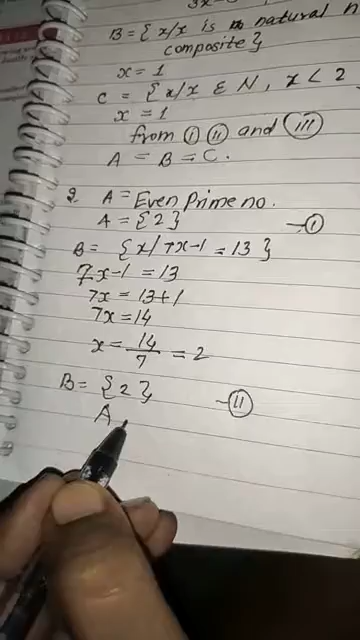 B = {x/x is natural n
composite}
x = 1
C = {x/x E N, x < 2
x = 1
from (I) (II) and (III)
A = B = C.
2. A = Even Prime no.
A = {2} —(I)
B = {x/7x-1 = 13}
7x-1 = 13
7x = 13+1
7x = 14
x = 14/7 = 2
B = {2} —(II)
A